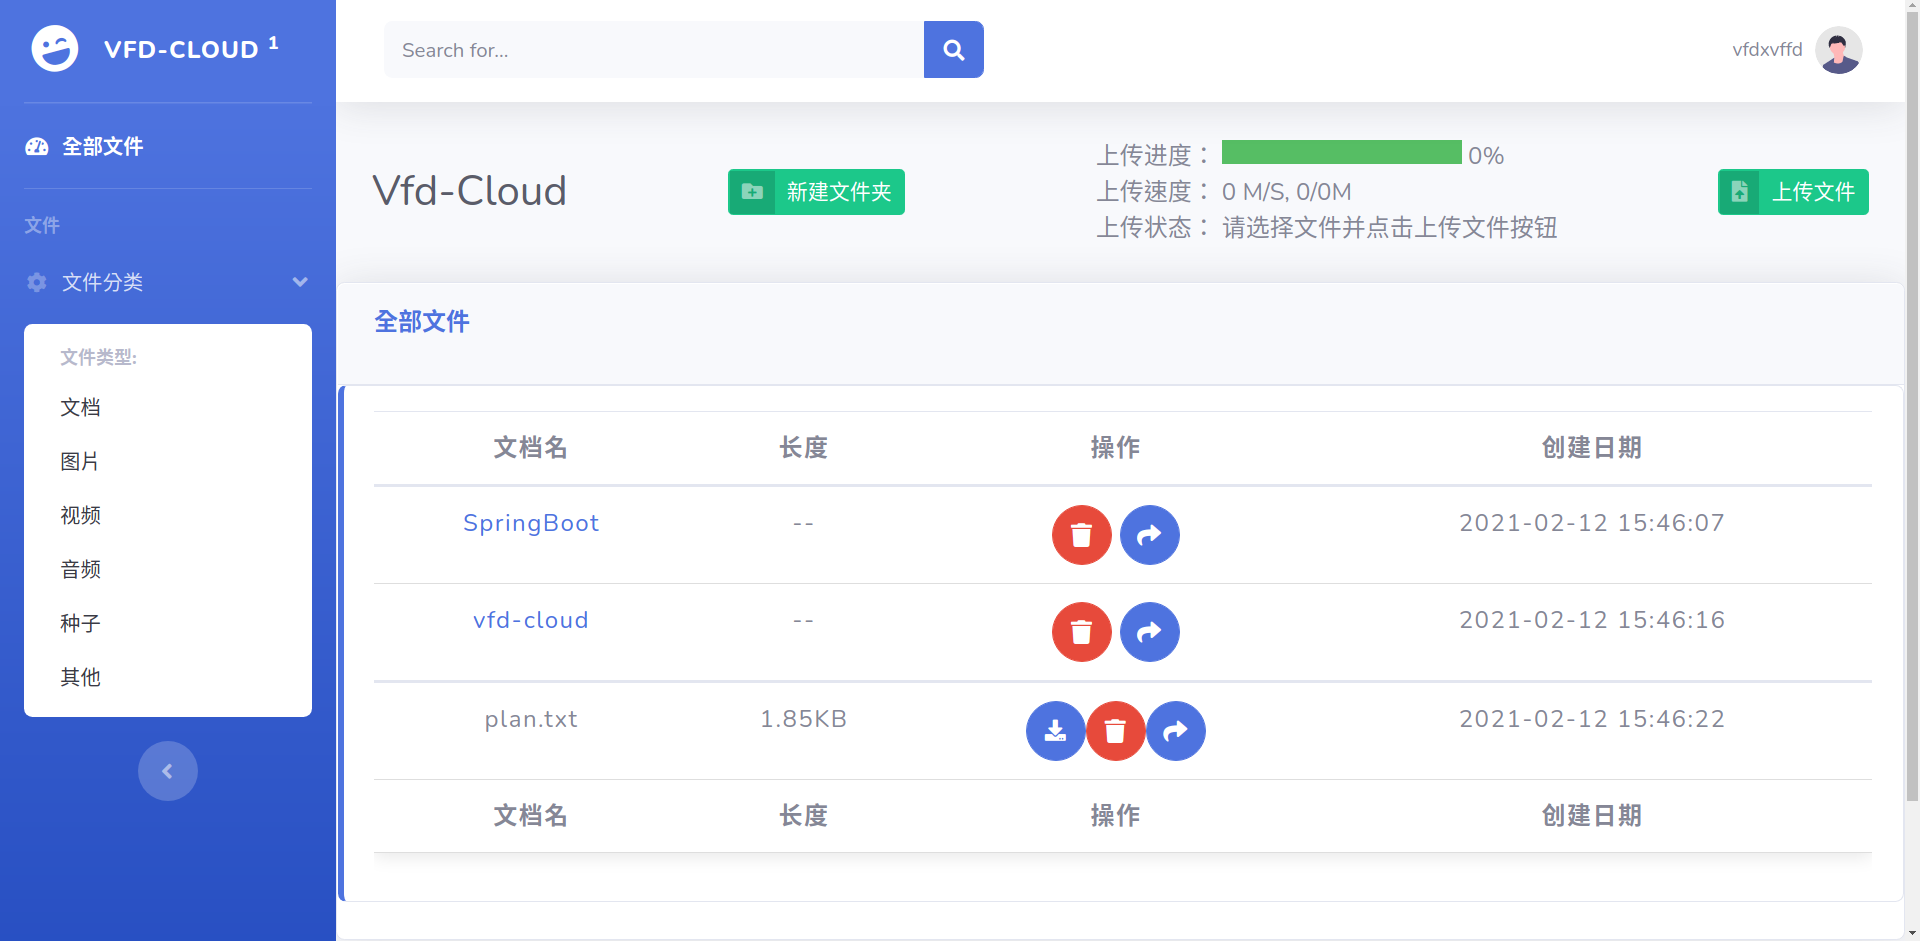 VFD-CLOUD 1
全部文件
文件
文件分类
文件类型:
文档
图片
视频
音频
种子
其他
Search for...
vfdxvffd
Vfd-Cloud
新建文件夹
上传进度： 0%
上传速度： 0 M/S, 0/0M
上传状态： 请选择文件并点击上传文件按钮
上传文件
全部文件
文档名 长度 操作 创建日期
SpringBoot -- 2021-02-12 15:46:07
vfd-cloud -- 2021-02-12 15:46:16
plan.txt 1.85KB 2021-02-12 15:46:22
文档名 长度 操作 创建日期